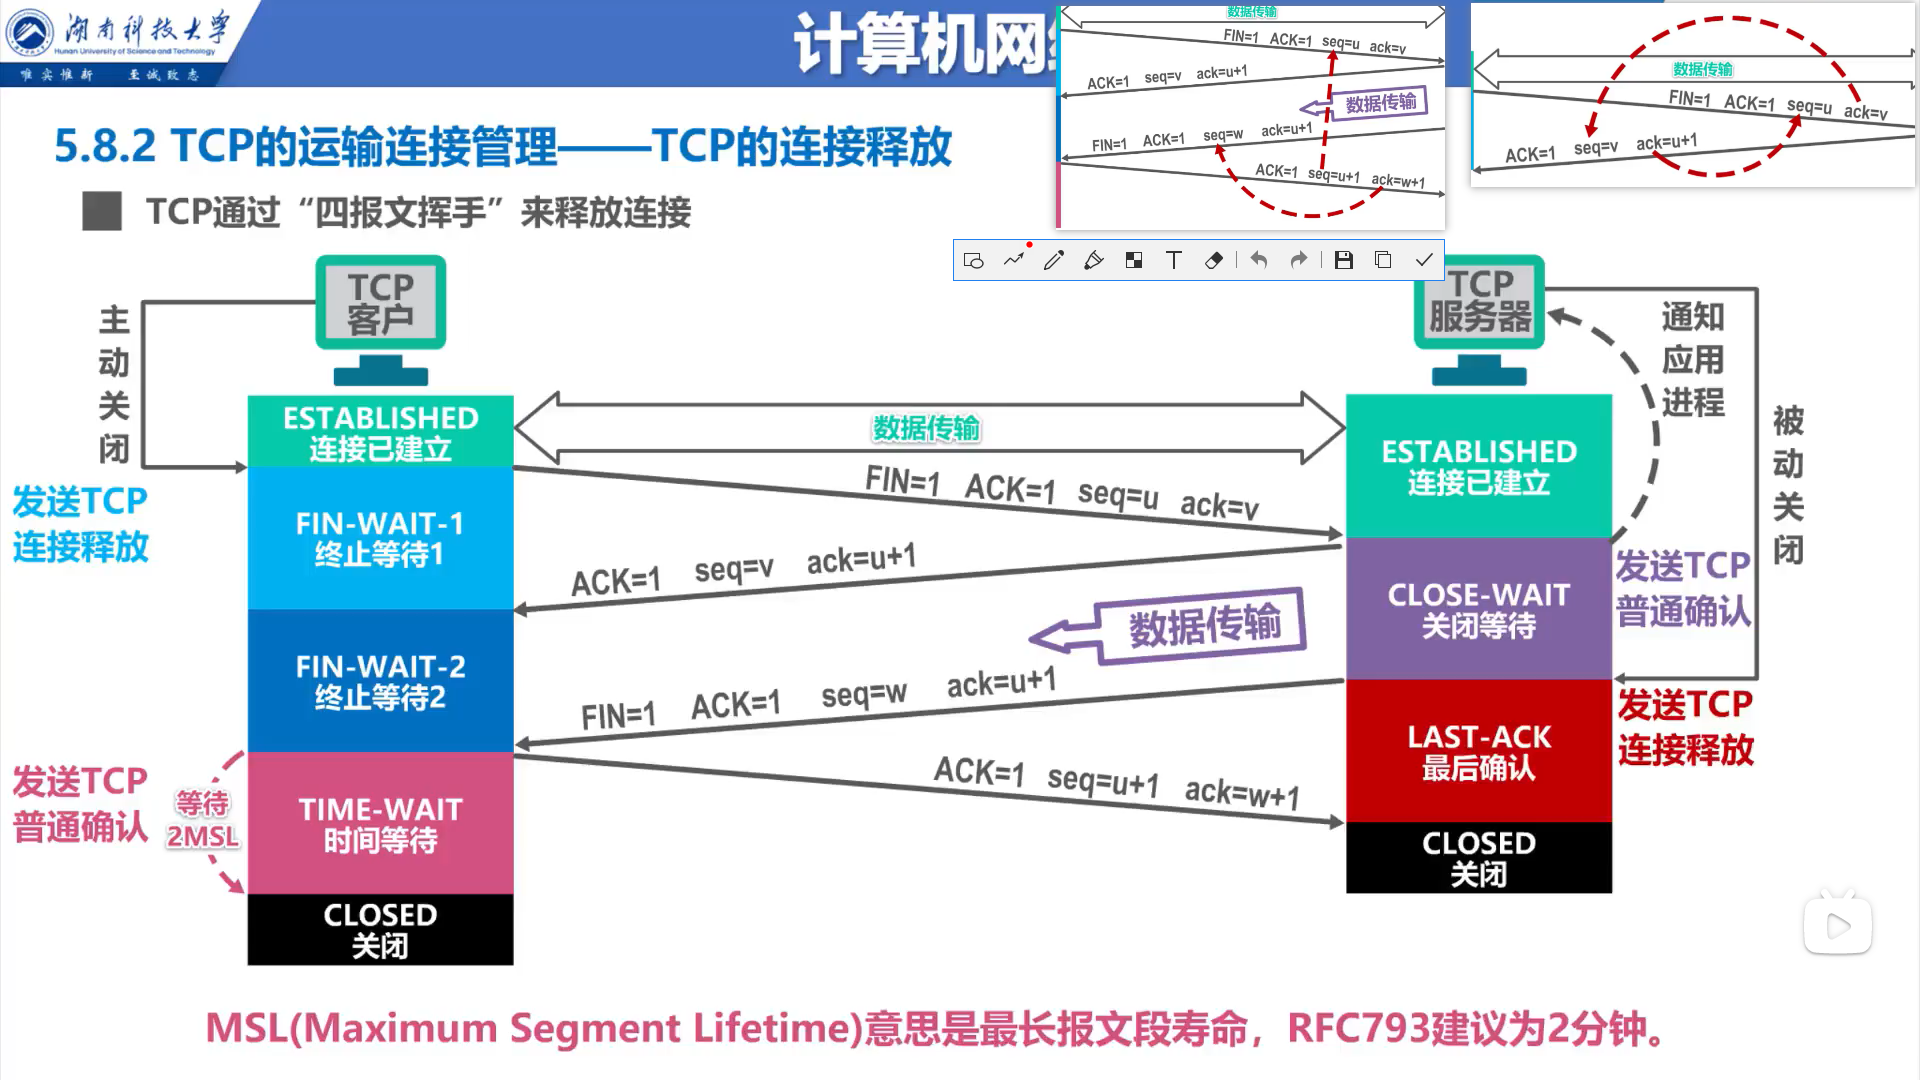 湖南科技大学
Hunan University of Science and Technology
唯实惟新 至诚致志
计算机网
数据传输
FIN=1 ACK=1 seq=u ack=v
ACK=1 seq=v ack=u+1
数据传输
FIN=1 ACK=1 seq=w ack=u+1
ACK=1 seq=u+1 ack=w+1
数据传输
FIN=1 ACK=1 seq=u ack=v
ACK=1 seq=v ack=u+1
5.8.2 TCP的运输连接管理——TCP的连接释放
TCP通过“四报文挥手”来释放连接
T
TCP
客户
TCP
服务器
主动关闭
通知
应用
进程
被动关闭
ESTABLISHED
连接已建立
数据传输
ESTABLISHED
连接已建立
发送TCP
连接释放
FIN=1 ACK=1 seq=u ack=v
FIN-WAIT-1
终止等待1
ACK=1 seq=v ack=u+1
CLOSE-WAIT
关闭等待
发送TCP
普通确认
数据传输
FIN-WAIT-2
终止等待2
FIN=1 ACK=1 seq=w ack=u+1
LAST-ACK
最后确认
发送TCP
连接释放
发送TCP
普通确认
等待
2MSL
TIME-WAIT
时间等待
ACK=1 seq=u+1 ack=w+1
CLOSED
关闭
CLOSED
关闭
MSL(Maximum Segment Lifetime)意思是最长报文段寿命，RFC793建议为2分钟。